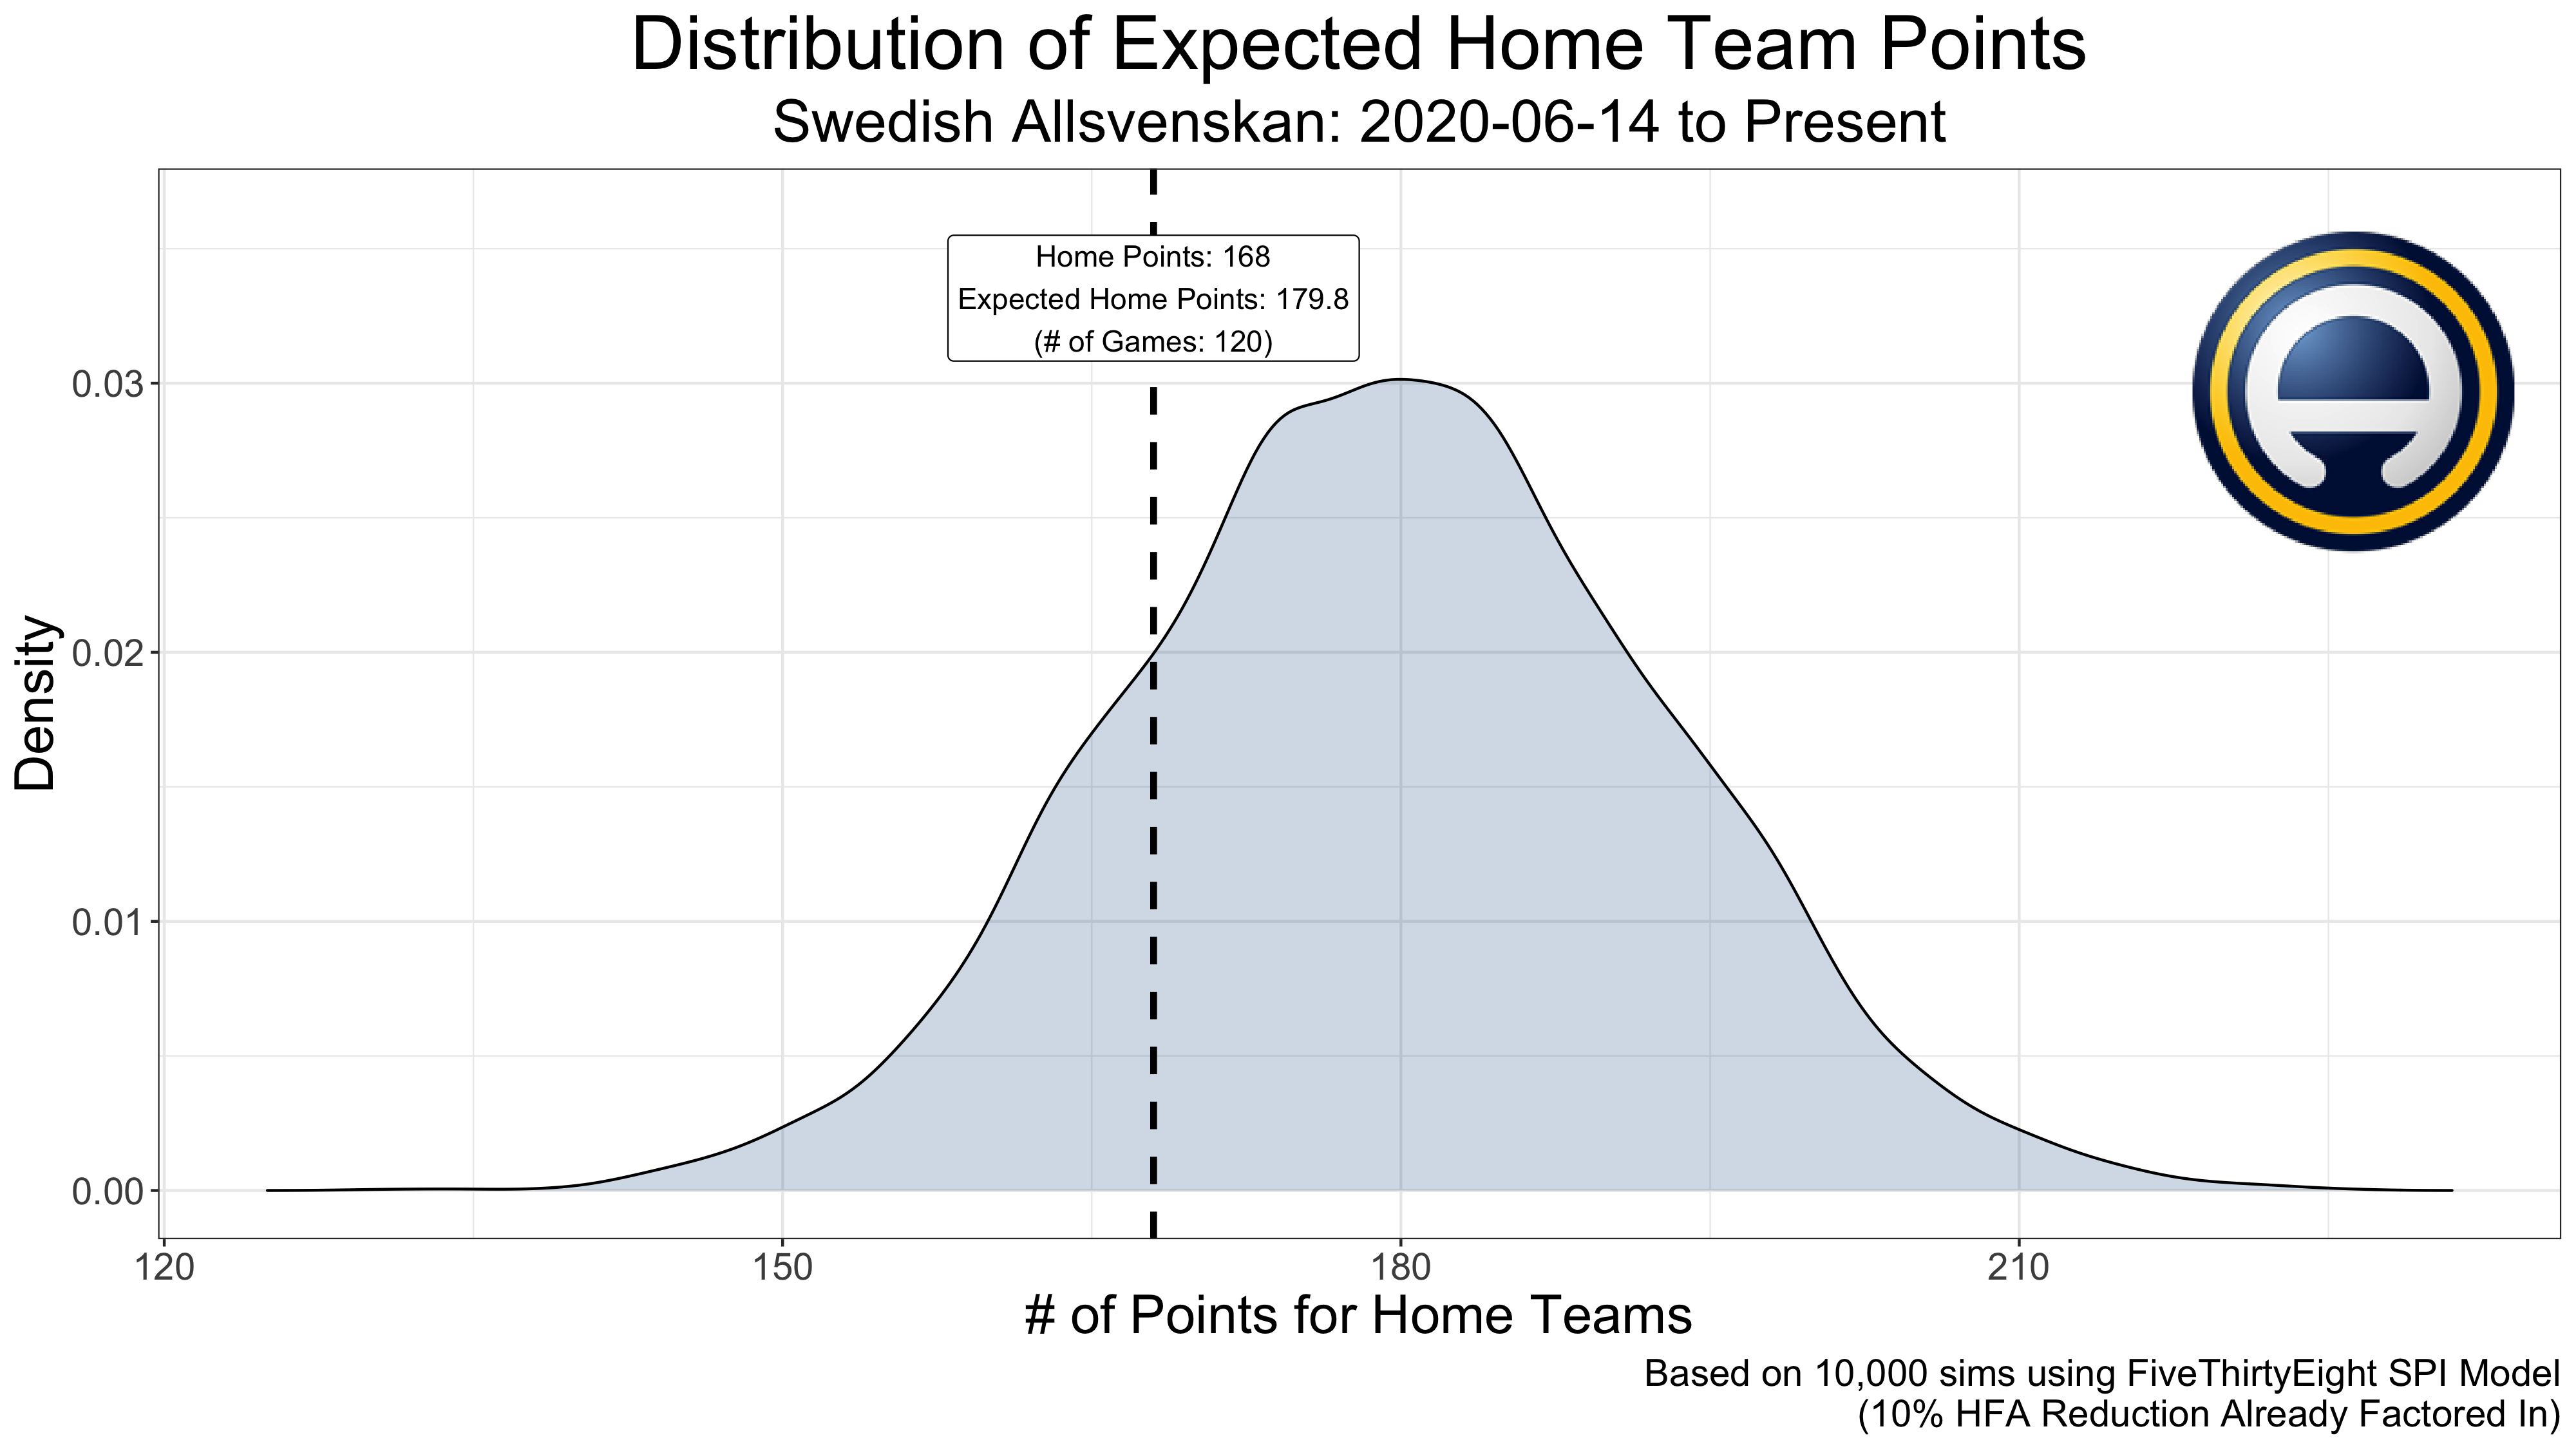 Distribution of Expected Home Team Points
Swedish Allsvenskan: 2020-06-14 to Present
Home Points: 168
Expected Home Points: 179.8
(# of Games: 120)
Density
0.03
0.02
0.01
0.00
120 150 180 210
# of Points for Home Teams
Based on 10,000 sims using FiveThirtyEight SPI Model
(10% HFA Reduction Already Factored In)